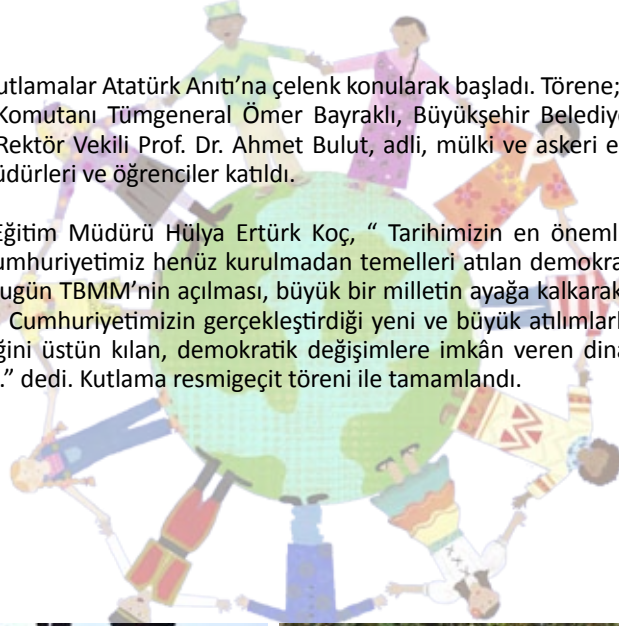 utlamalar Atatürk Anıtı’na çelenk konularak başladı. Törene;
Komutanı Tümgeneral Ömer Bayraklı, Büyükşehir Belediy
Rektör Vekili Prof. Dr. Ahmet Bulut, adli, mülki ve askeri e
üdürleri ve öğrenciler katıldı.
Eğitim Müdürü Hülya Ertürk Koç, “ Tarihimizin en öneml
umhuriyetimiz henüz kurulmadan temelleri atılan demokra
ugün TBMM’nin açılması, büyük bir milletin ayağa kalkarak
Cumhuriyetimizin gerçekleştirdiği yeni ve büyük atılımlarl
ğini üstün kılan, demokratik değişimlere imkân veren dina
.” dedi. Kutlama resmigeçit töreni ile tamamlandı.